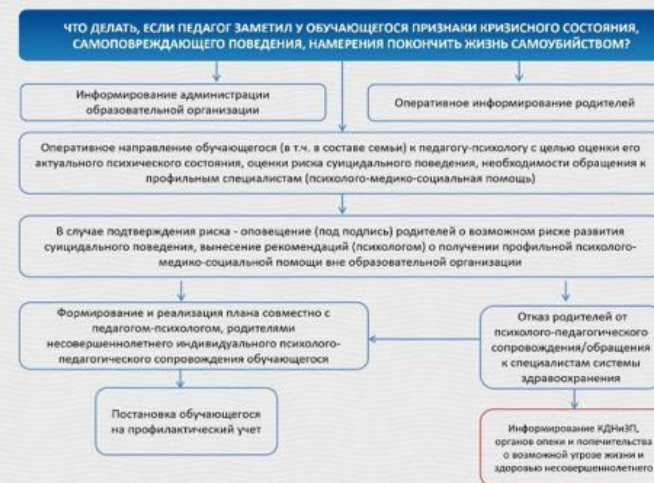 ЧТО ДЕЛАТЬ, ЕСЛИ ПЕДАГОГ ЗАМЕТИЛ У ОБУЧАЮЩЕГОСЯ ПРИЗНАКИ КРИЗИСНОГО СОСТОЯНИЯ,
САМОПОВРЕЖДАЮЩЕГО ПОВЕДЕНИЯ, НАМЕРЕНИЯ ПОКОНЧИТЬ ЖИЗНЬ САМОУБИЙСТВОМ?
Информирование администрации
образовательной организации
Оперативное информирование родителей
Оперативное направление обучающегося (в т.ч. в составе семьи) к педагогу-психологу с целью оценки его
актуального психического состояния, оценки риска суицидального поведения, необходимости обращения к
профильным специалистам (психолого-медико-социальная помощь)
В случае подтверждения риска - оповещение (под подпись) родителей о возможном риске развития
суицидального поведения, вынесение рекомендаций (психологом) о получении профильной психолого-
медико-социальной помощи вне образовательной организации
Формирование и реализация плана совместно с
педагогом-психологом, родителями
несовершеннолетнего индивидуального психолого-
педагогического сопровождения обучающегося
Отказ родителей от
психолого-педагогического
сопровождения/обращения
к специалистам системы
здравоохранения
Постановка обучающегося
на профилактический учет
Информирование КДНиЗП,
органов опеки и попечительства
о возможной угрозе жизни и
здоровью несовершеннолетнего